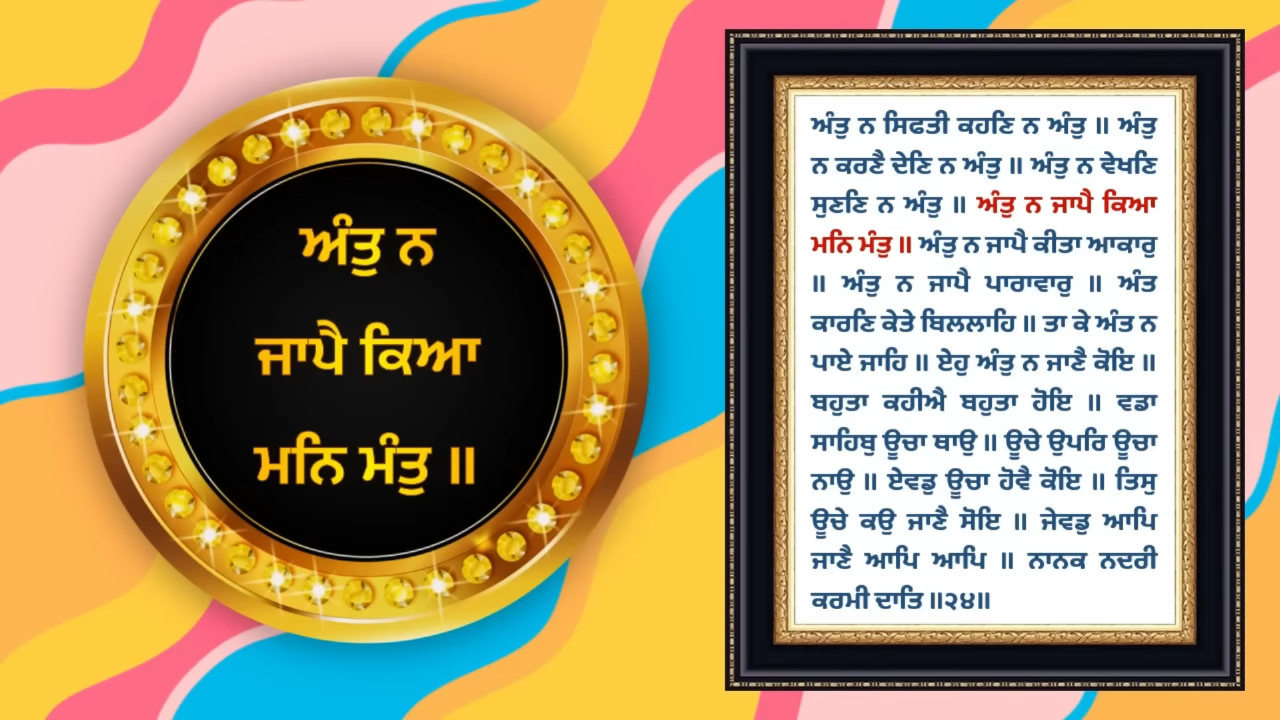 ਅੰਤੁ ਨ
ਜਾਪੈ ਕਿਆ
ਮਨਿ ਮੰਤੁ ॥
ਅੰਤੁ ਨ ਸਿਫਤੀ ਕਹਣਿ ਨ ਅੰਤੁ ॥ ਅੰਤੁ
ਨ ਕਰਣੈ ਦੇਣਿ ਨ ਅੰਤੁ ॥ ਅੰਤੁ ਨ ਵੇਖਣਿ
ਸੁਣਣਿ ਨ ਅੰਤੁ ॥ ਅੰਤੁ ਨ ਜਾਪੈ ਕਿਆ
ਮਨਿ ਮੰਤੁ ॥ ਅੰਤੁ ਨ ਜਾਪੈ ਕੀਤਾ ਆਕਾਰੁ
॥ ਅੰਤੁ ਨ ਜਾਪੈ ਪਾਰਾਵਾਰੁ ॥ ਅੰਤ
ਕਾਰਣਿ ਕੇਤੇ ਬਿਲਲਾਹਿ ॥ ਤਾ ਕੇ ਅੰਤ ਨ
ਪਾਏ ਜਾਹਿ ॥ ਏਹੁ ਅੰਤੁ ਨ ਜਾਣੈ ਕੋਇ ॥
ਬਹੁਤਾ ਕਹੀਐ ਬਹੁਤਾ ਹੋਇ ॥ ਵਡਾ
ਸਾਹਿਬੁ ਊਚਾ ਥਾਉ ॥ ਊਚੇ ਉਪਰਿ ਊਚਾ
ਨਾਉ ॥ ਏਵਡੁ ਊਚਾ ਹੋਵੈ ਕੋਇ ॥ ਤਿਸੁ
ਊਚੇ ਕਉ ਜਾਣੈ ਸੋਇ ॥ ਜੇਵਡੁ ਆਪਿ
ਜਾਣੈ ਆਪਿ ਆਪਿ ॥ ਨਾਨਕ ਨਦਰੀ
ਕਰਮੀ ਦਾਤਿ ॥੨੪॥